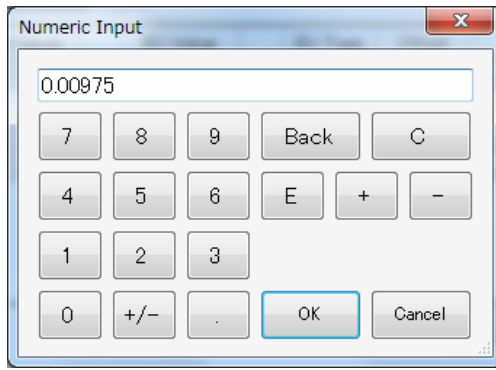 Numeric Input
0.00975
7 8 9 Back C
4 5 6 E + -
1 2 3
0 +/- . OK Cancel